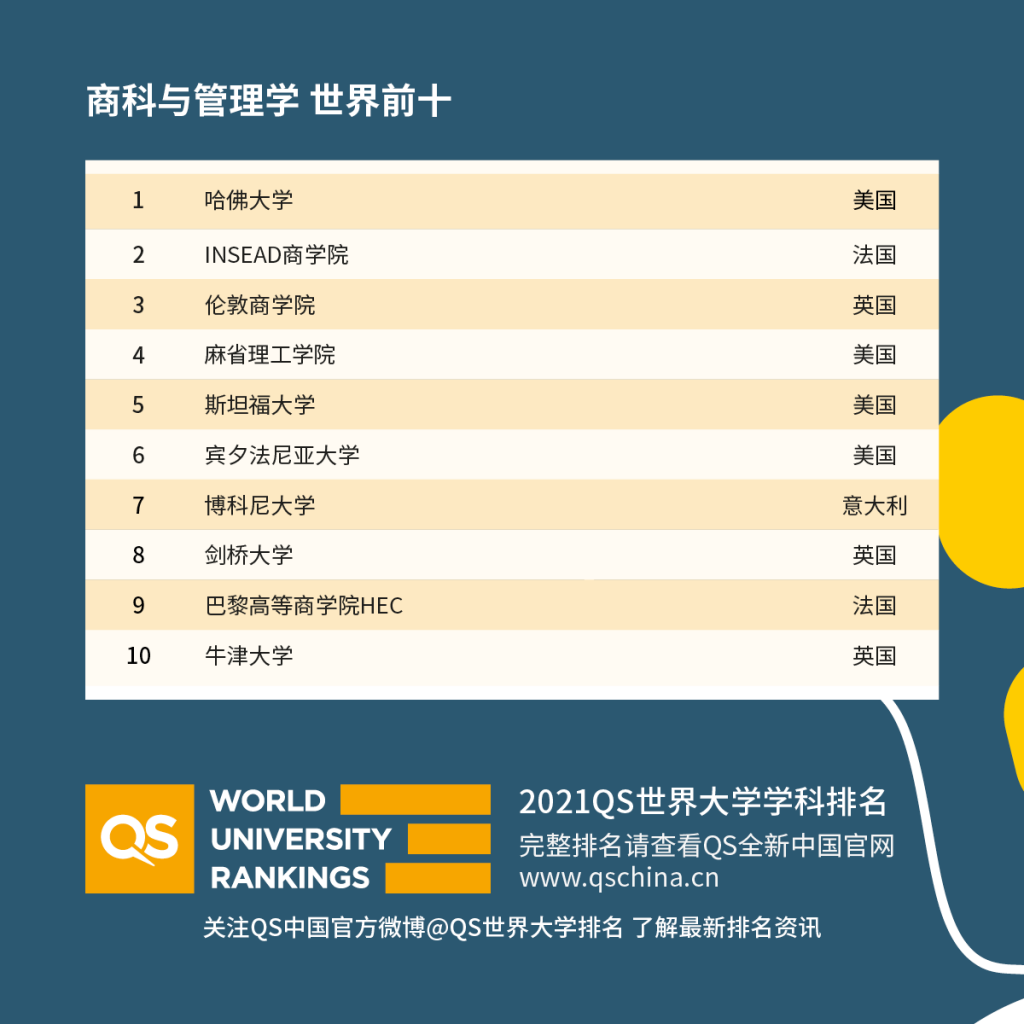 商科与管理学 世界前十
1 哈佛大学 美国
2 INSEAD商学院 法国
3 伦敦商学院 英国
4 麻省理工学院 美国
5 斯坦福大学 美国
6 宾夕法尼亚大学 美国
7 博科尼大学 意大利
8 剑桥大学 英国
9 巴黎高等商学院HEC 法国
10 牛津大学 英国
QS
WORLD
UNIVERSITY
RANKINGS
2021QS世界大学学科排名
完整排名请查看QS全新中国官网
www.qschina.cn
关注QS中国官方微博@QS世界大学排名 了解最新排名资讯